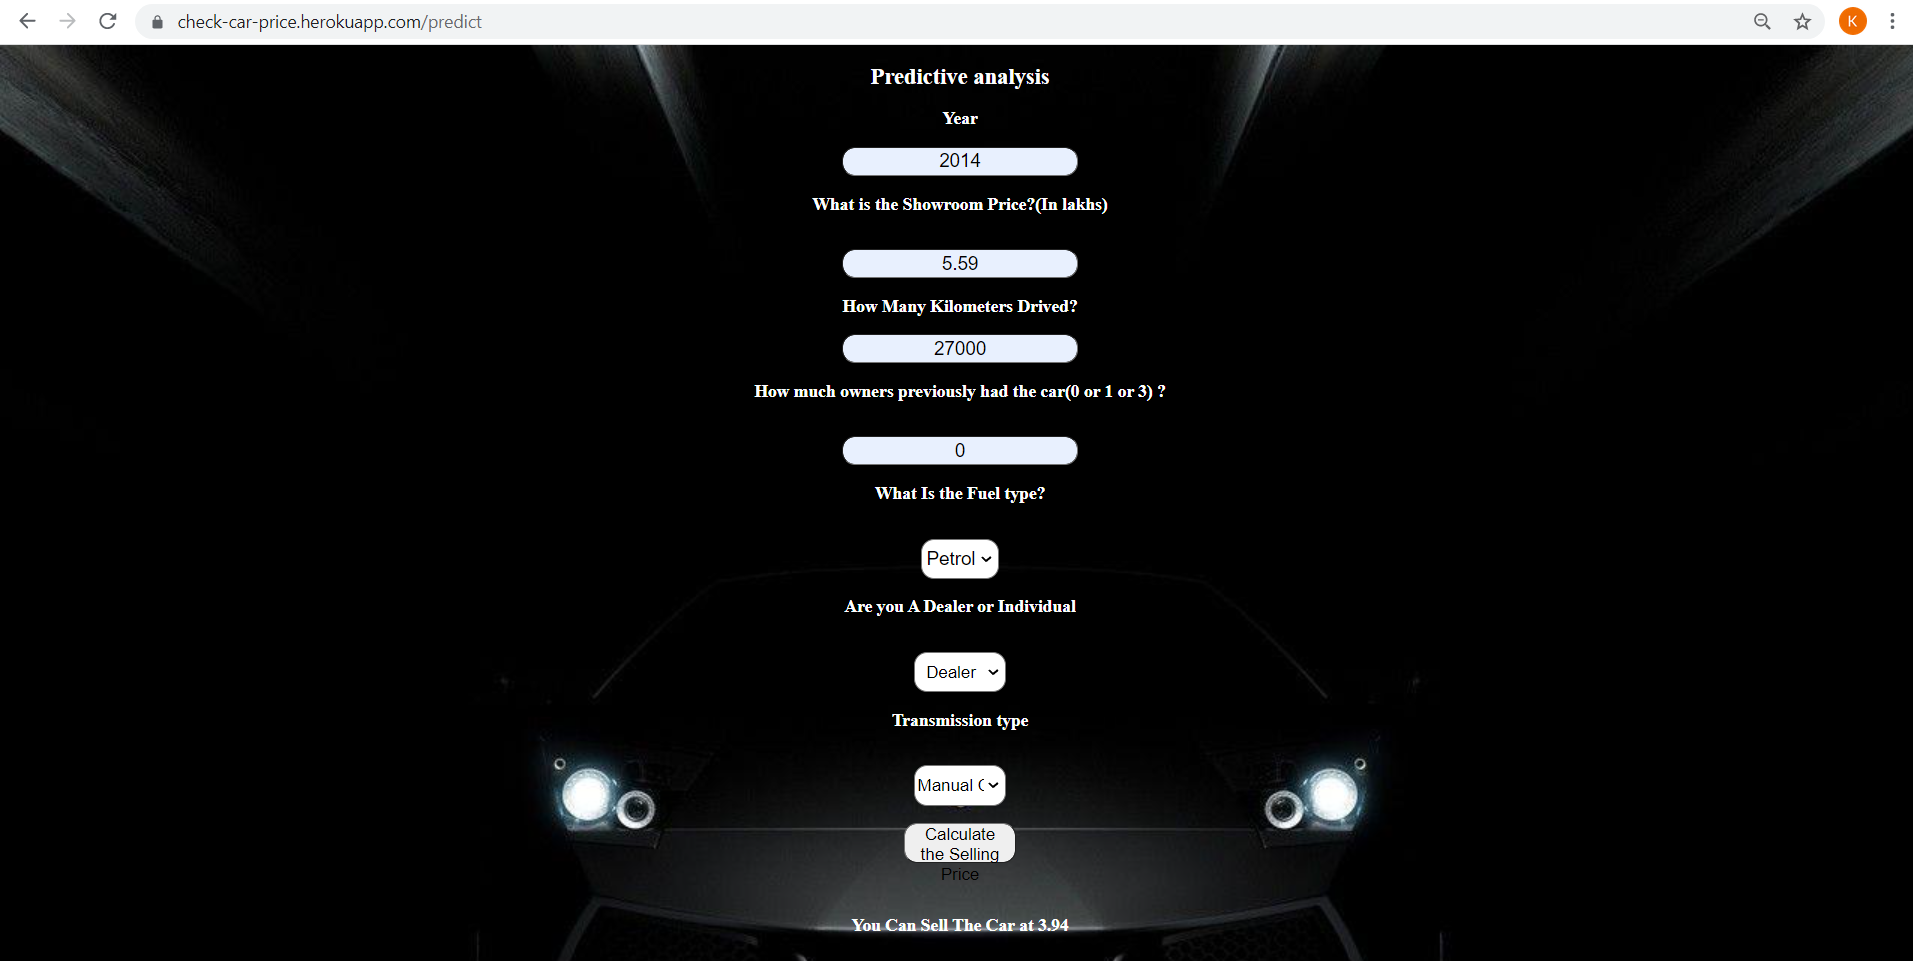 check-car-price.herokuapp.com/predict
K
Predictive analysis
Year
2014
What is the Showroom Price?(In lakhs)
5.59
How Many Kilometers Drived?
27000
How much owners previously had the car(0 or 1 or 3) ?
0
What Is the Fuel type?
Petrol
Are you A Dealer or Individual
Dealer
Transmission type
Manual
Calculate
the Selling
Price
You Can Sell The Car at 3.94